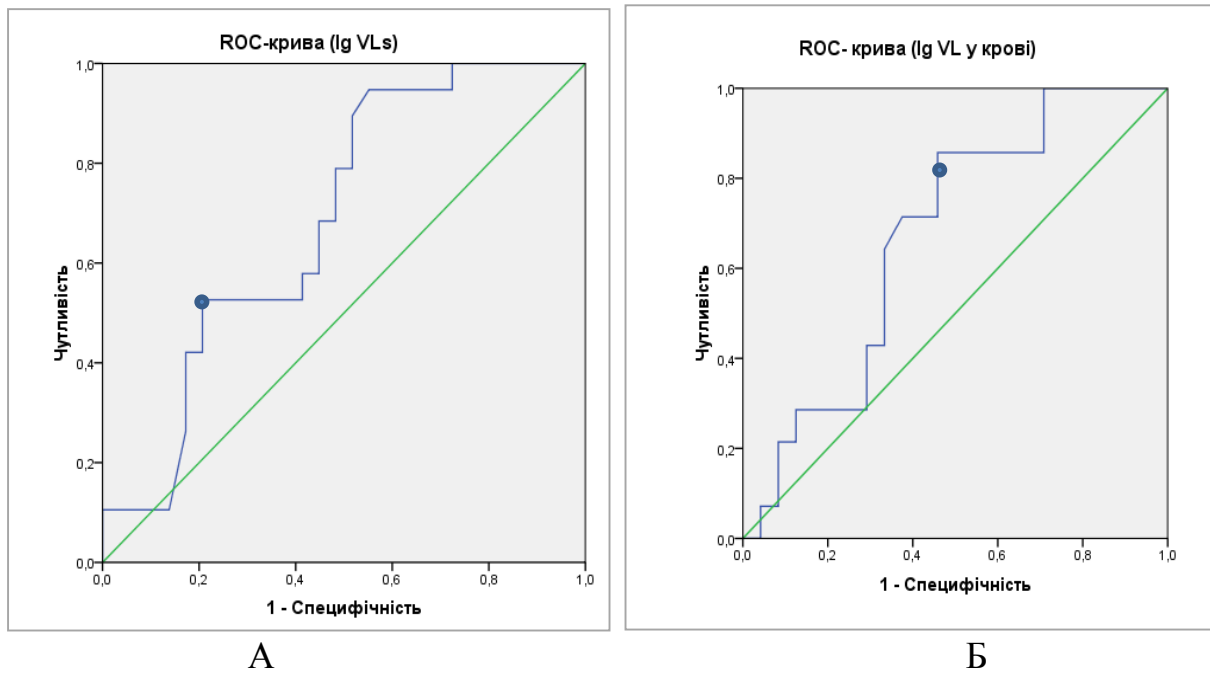 ROC-крива (lg VLs)
1,0
0,8
0,6
0,4
0,2
0,0
Чутливість
0,0 0,2 0,4 0,6 0,8 1,0
1 - Специфічність
А
ROC- крива (lg VL у крові)
1,0
0,8
0,6
0,4
0,2
0,0
Чутливість
0,0 0,2 0,4 0,6 0,8 1,0
1 - Специфічність
Б